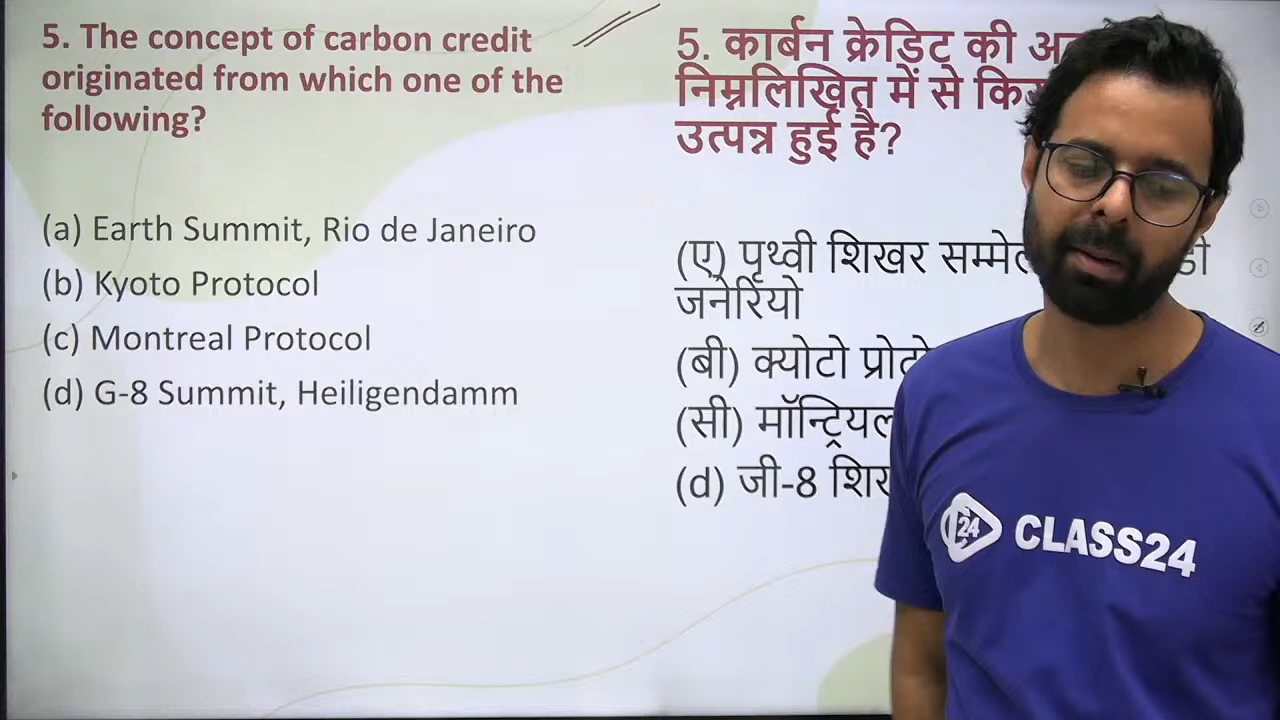 5. The concept of carbon credit
originated from which one of the
following?
(a) Earth Summit, Rio de Janeiro
(b) Kyoto Protocol
(c) Montreal Protocol
(d) G-8 Summit, Heiligendamm
5. कार्बन क्रेडिट की
निम्नलिखित में से
उत्पन्न हुई है?
(ए) पृथ्वी शिखर
जनेरियो
(बी) क्योटो
(सी)
(d) जी-8
24 CLASS24